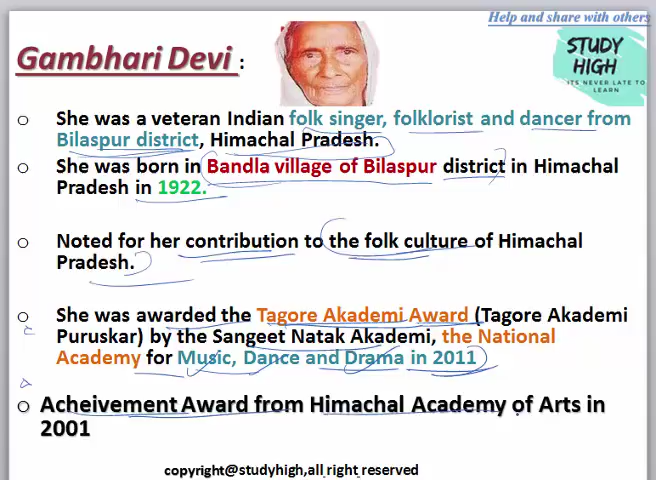 Help and share with others
Gambhari Devi :
STUDY
HIGH
ITS NEVER LATE TO
LEARN
o She was a veteran Indian folk singer, folklorist and dancer from
Bilaspur district, Himachal Pradesh.
o She was born in Bandla village of Bilaspur district in Himachal
Pradesh in 1922.
o Noted for her contribution to the folk culture of Himachal
Pradesh.
o She was awarded the Tagore Akademi Award (Tagore Akademi
Puruskar) by the Sangeet Natak Akademi, the National
Academy for Music, Dance and Drama in 2011
o Acheivement Award from Himachal Academy of Arts in
2001
copyright@studyhigh,all right reserved